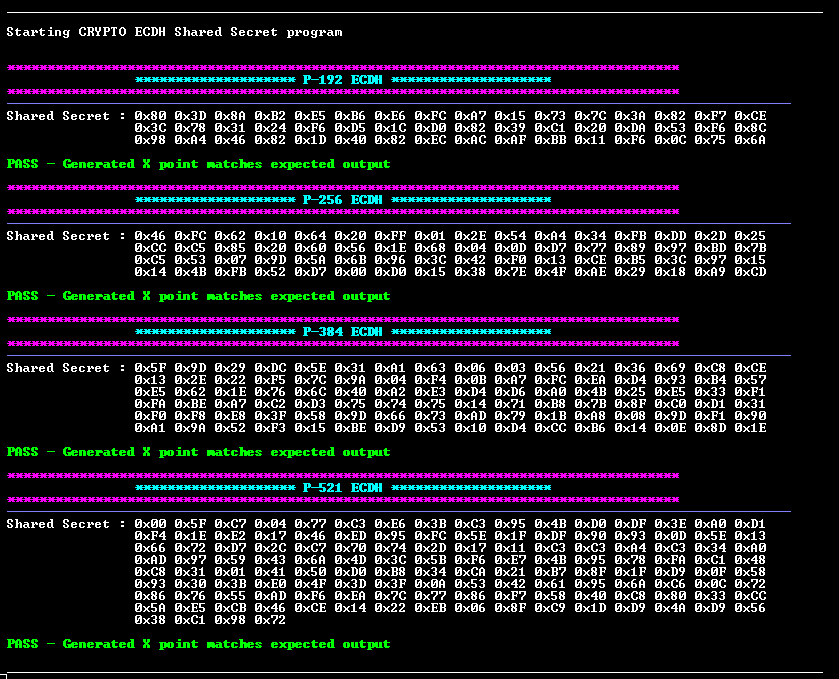 Starting CRYPTO ECDH Shared Secret program
************************************************************************************
******************** P-192 ECDH ********************
************************************************************************************
Shared Secret : 0x80 0x3D 0x8A 0xB2 0xE5 0xB6 0xE6 0xFC 0xA7 0x15 0x73 0x7C 0x3A 0x82 0xF7 0xCE
0x3C 0x78 0x31 0x24 0xF6 0xD5 0x1C 0xD0 0x82 0x39 0xC1 0x20 0xDA 0x53 0xF6 0x8C
0x98 0xA4 0x46 0x82 0x1D 0x40 0x82 0xEC 0xAC 0xAF 0xBB 0x11 0xF6 0x0C 0x75 0x6A
PASS - Generated X point matches expected output
************************************************************************************
******************** P-256 ECDH ********************
************************************************************************************
Shared Secret : 0x46 0xFC 0x62 0x10 0x64 0x20 0xFF 0x01 0x2E 0x54 0xA4 0x34 0xFB 0xDD 0x2D 0x25
0xCC 0xC5 0x85 0x20 0x60 0x56 0x1E 0x68 0x04 0x0D 0xD7 0x77 0x89 0x97 0xBD 0x7B
0xC5 0x53 0x07 0x9D 0x5A 0x6B 0x96 0x3C 0x42 0xF0 0x13 0xCE 0xB5 0x3C 0x97 0x15
0x14 0x4B 0xFB 0x52 0xD7 0x00 0xD0 0x15 0x38 0x7E 0x4F 0xAE 0x29 0x18 0xA9 0xCD
PASS - Generated X point matches expected output
************************************************************************************
******************** P-384 ECDH ********************
************************************************************************************
Shared Secret : 0x5F 0x9D 0x29 0xDC 0x5E 0x31 0xA1 0x63 0x06 0x03 0x56 0x21 0x36 0x69 0xC8 0xCE
0x13 0x2E 0x22 0xF5 0x7C 0x9A 0x04 0xF4 0x0B 0xA7 0xFC 0xEA 0xD4 0x93 0xB4 0x57
0xE5 0x62 0x1E 0x76 0x6C 0x40 0xA2 0xE3 0xD4 0xD6 0xA0 0x4B 0x25 0xE5 0x33 0xF1
0xFA 0xBE 0xA7 0xC2 0xD3 0x75 0x74 0x75 0x14 0x71 0xB8 0x7B 0x8F 0xC0 0xD1 0x31
0xF0 0xF8 0xE8 0x3F 0x58 0x9D 0x66 0x73 0xAD 0x79 0x1B 0xA8 0x08 0x9D 0xF1 0x90
0xA1 0x9A 0x52 0xF3 0x15 0xBE 0xD9 0x53 0x10 0xD4 0xCC 0xB6 0x14 0x0E 0x8D 0x1E
PASS - Generated X point matches expected output
************************************************************************************
******************** P-521 ECDH ********************
************************************************************************************
Shared Secret : 0x00 0x5F 0xC7 0x04 0x77 0xC3 0xE6 0x3B 0xC3 0x95 0x4B 0xD0 0xDF 0x3E 0xA0 0xD1
0xF4 0x1E 0xE2 0x17 0x46 0xED 0x95 0xFC 0x5E 0x1F 0xDF 0x90 0x93 0x0D 0x5E 0x13
0x66 0x72 0xD7 0x2C 0xC7 0x70 0x74 0x2D 0x17 0x11 0xC3 0xC3 0xA4 0xC3 0x34 0xA0
0xAD 0x97 0x59 0x43 0x6A 0x4D 0x3C 0x5B 0xF6 0xE7 0x4B 0x95 0x78 0xFA 0xC1 0x48
0xC8 0x31 0x01 0x41 0x50 0xD0 0xB8 0x34 0xCA 0x21 0xB7 0x8F 0x1F 0xD9 0x0F 0x58
0x93 0x30 0x3B 0xE0 0x4F 0x3D 0x3F 0x0A 0x53 0x42 0x61 0x95 0x6A 0xC6 0x0C 0x72
0x86 0x76 0x55 0xAD 0xF6 0xEA 0x7C 0x77 0x86 0xF7 0x58 0x40 0xC8 0x80 0x33 0xCC
0x5A 0xE5 0xCB 0x46 0xCE 0x14 0x22 0xEB 0x06 0x8F 0xC9 0x1D 0xD9 0x4A 0xD9 0x56
0x38 0xC1 0x98 0x72
PASS - Generated X point matches expected output